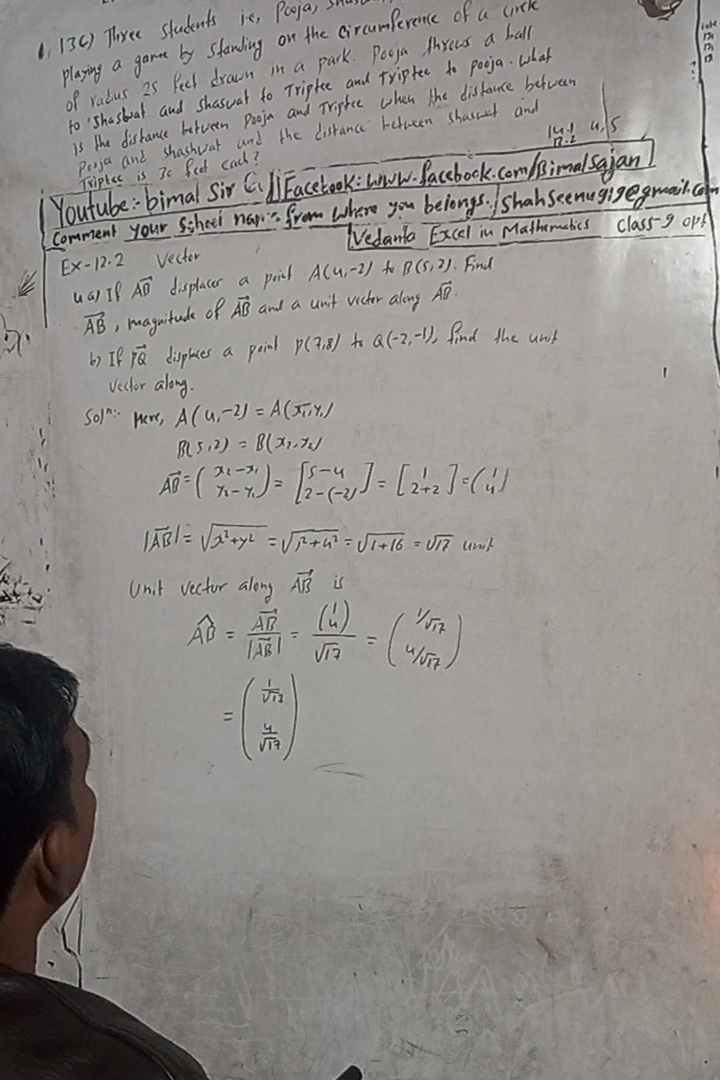 1. 13c) Three students ie, Pooja,
playing a game by standing on the circumference of a circle
of radius 25 feet drawn in a park. Pooja throws a ball
to Shashwat and Shaswat to Triptee and Triptee to pooja. What
is the distance between Pooja and Triptee when the distance between
Pooja and shashwat and the distance between shaswat and
Triptee is 30 feet each?
Youtube:- bimal Sir | Facebook: www.facebook.com/Bimalsajan
Comment your School name from where you belongs. / Shahseenugig@gmail.com
Vedanta Excel in Mathematics Class-9 opt
Ex-12.2 Vector
4 a) If AB⃗ displaces a point A(4,-2) to B(5,2). Find
AB⃗, magnitude of AB⃗ and a unit vector along AB⃗.
b) If PQ⃗ displaces a point P(7,8) to Q(-2,-1), find the unit
vector along.
Solⁿ:- Here, A(4,-2) = A(x₁,y₁)
B(5,2) = B(x₂,y₂)
AB⃗ = (x₂-x₁ / y₂-y₁) = [5-4 / 2-(-2)] = [1 / 2+2] = (1 / 4)
|AB⃗| = √x²+y² = √1²+4² = √1+16 = √17 unit
Unit vector along AB⃗ is
AB̂ = AB⃗/|AB⃗| = (1 / 4)/√17 = (1/√17 / 4/√17)
= (1/√17 / 4/√17)